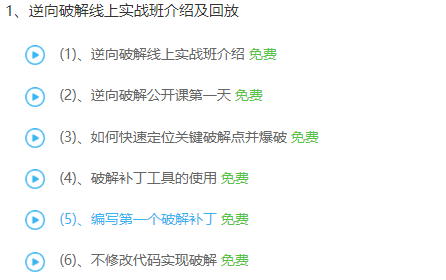 1、逆向破解线上实战班介绍及回放
(1)、逆向破解线上实战班介绍 免费
(2)、逆向破解公开课第一天 免费
(3)、如何快速定位关键破解点并爆破 免费
(4)、破解补丁工具的使用 免费
(5)、编写第一个破解补丁 免费
(6)、不修改代码实现破解 免费